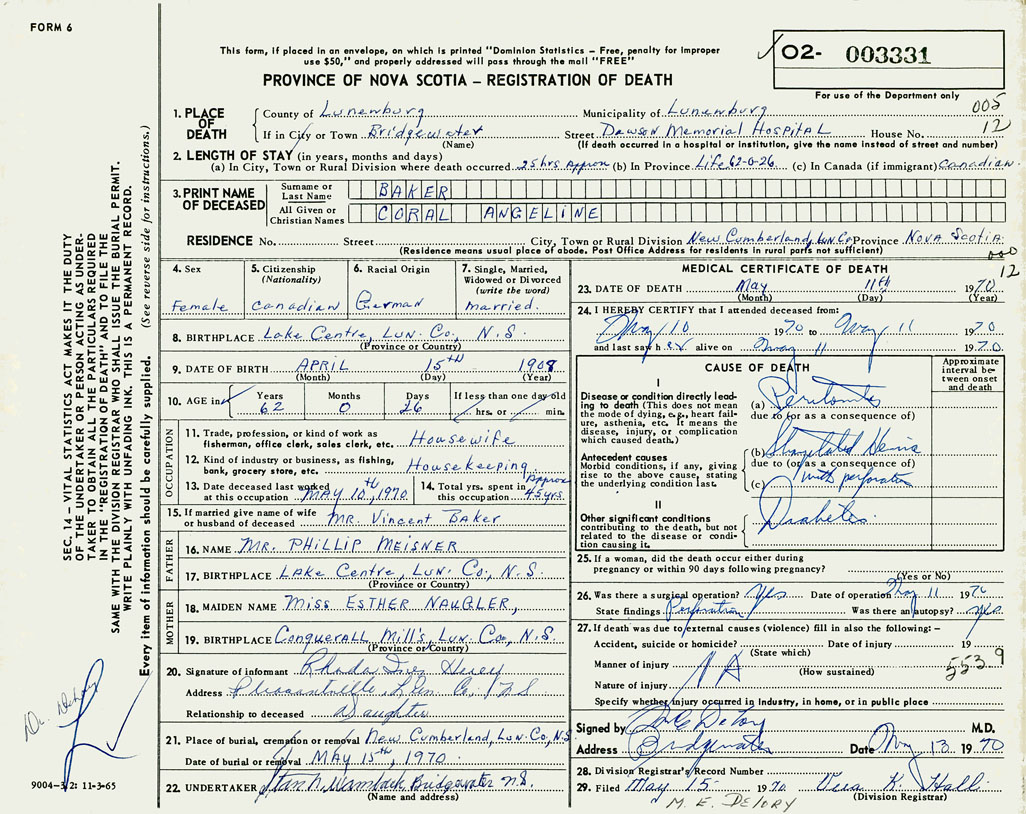 FORM 6
This form, if placed in an envelope, on which is printed "Dominion Statistics – Free, penalty for improper
use $50," and properly addressed will pass through the mail "FREE"
PROVINCE OF NOVA SCOTIA – REGISTRATION OF DEATH
O2- 003331
For use of the Department only
005
12
1. PLACE OF DEATH
County of Lunenburg Municipality of Lunenburg
If in City or Town Bridgewater Street Dawson Memorial Hospital House No.
(Name) (If death occurred in a hospital or institution, give the name instead of street and number)
2. LENGTH OF STAY (in years, months and days)
(a) In City, Town or Rural Division where death occurred 25 hrs Approx (b) In Province Life 62-0-26 (c) In Canada (if immigrant) Canadian
3. PRINT NAME OF DECEASED
Surname or Last Name BAKER
All Given or Christian Names CORAL ANGELINE
RESIDENCE No. Street City, Town or Rural Division New Cumberland, Lun. Co. Province Nova Scotia
(Residence means usual place of abode. Post Office Address for residents in rural parts not sufficient)
000
12
4. Sex Female
5. Citizenship (Nationality) Canadian
6. Racial Origin German
7. Single, Married, Widowed or Divorced (write the word) Married.
8. BIRTHPLACE Lake Centre, Lun. Co., N.S.
(Province or Country)
9. DATE OF BIRTH APRIL 15th 1908
(Month) (Day) (Year)
10. AGE in Years 62 Months 0 Days 26 If less than one day old hrs. or min.
OCCUPATION
11. Trade, profession, or kind of work as fisherman, office clerk, sales clerk, etc. Housewife
12. Kind of industry or business, as fishing, bank, grocery store, etc. Housekeeping
13. Date deceased last worked at this occupation MAY 10th, 1970
14. Total yrs. spent in this occupation Approx 45 yrs.
15. If married give name of wife or husband of deceased MR. Vincent Baker
FATHER
16. NAME MR. PHILLIP MEISNER
17. BIRTHPLACE LAKE Centre, Lun. Co., N.S.
(Province or Country)
MOTHER
18. MAIDEN NAME Miss ESTHER NAUGLER,
19. BIRTHPLACE Conquerall Mill's, Lun. Co., N.S.
(Province or Country)
20. Signature of informant Rhoda
Address Pleasantville, Lun. Co. NS
Relationship to deceased Daughter
21. Place of burial, cremation or removal New Cumberland, Lun. Co., N.S.
Date of burial or removal MAY 15th, 1970
22. UNDERTAKER Bridgewater N.S.
(Name and address)
MEDICAL CERTIFICATE OF DEATH
23. DATE OF DEATH May 11th 1970
(Month) (Day) (Year)
24. I HEREBY CERTIFY that I attended deceased from:
May 10 1970 to May 11 1970
and last saw her alive on May 11 1970
CAUSE OF DEATH
Approximate interval between onset and death
I
Disease or condition directly leading to death (This does not mean the mode of dying, e.g., heart failure, asthenia, etc. It means the disease, injury, or complication which caused death.)
(a) Peritonitis
due to (or as a consequence of)
Antecedent causes
Morbid conditions, if any, giving rise to the above cause, stating the underlying condition last.
(b) Strangulated Hernia
due to (or as a consequence of)
(c) with perforation
II
Other significant conditions contributing to the death, but not related to the disease or condition causing it.
Diabetes
25. If a woman, did the death occur either during pregnancy or within 90 days following pregnancy?
(Yes or No)
26. Was there a surgical operation? Yes Date of operation May 11 1970
State findings Perforation Was there an autopsy? yes
27. If death was due to external causes (violence) fill in also the following: –
Accident, suicide or homicide? Date of injury 19
(State which)
Manner of injury NA
(How sustained)
553.9
Nature of injury
Specify whether injury occurred in Industry, in home, or in public place
Signed by M.D.
Address Bridgewater Date May 13 1970
28. Division Registrar's Record Number
29. Filed May 15 1970 Vera K. Hall
(Division Registrar)
M. E. DeLORY
SEC. 14 – VITAL STATISTICS ACT MAKES IT THE DUTY
OF THE UNDERTAKER OR PERSON ACTING AS UNDER-
TAKER TO OBTAIN ALL THE PARTICULARS REQUIRED
IN THE "REGISTRATION OF DEATH" AND TO FILE THE
SAME WITH THE DIVISION REGISTRAR WHO SHALL ISSUE THE BURIAL PERMIT.
WRITE PLAINLY WITH UNFADING INK. THIS IS A PERMANENT RECORD.
Every item of information should be carefully supplied. (See reverse side for instructions.)
Dr. DeLory
9004-3/2: 11-3-65